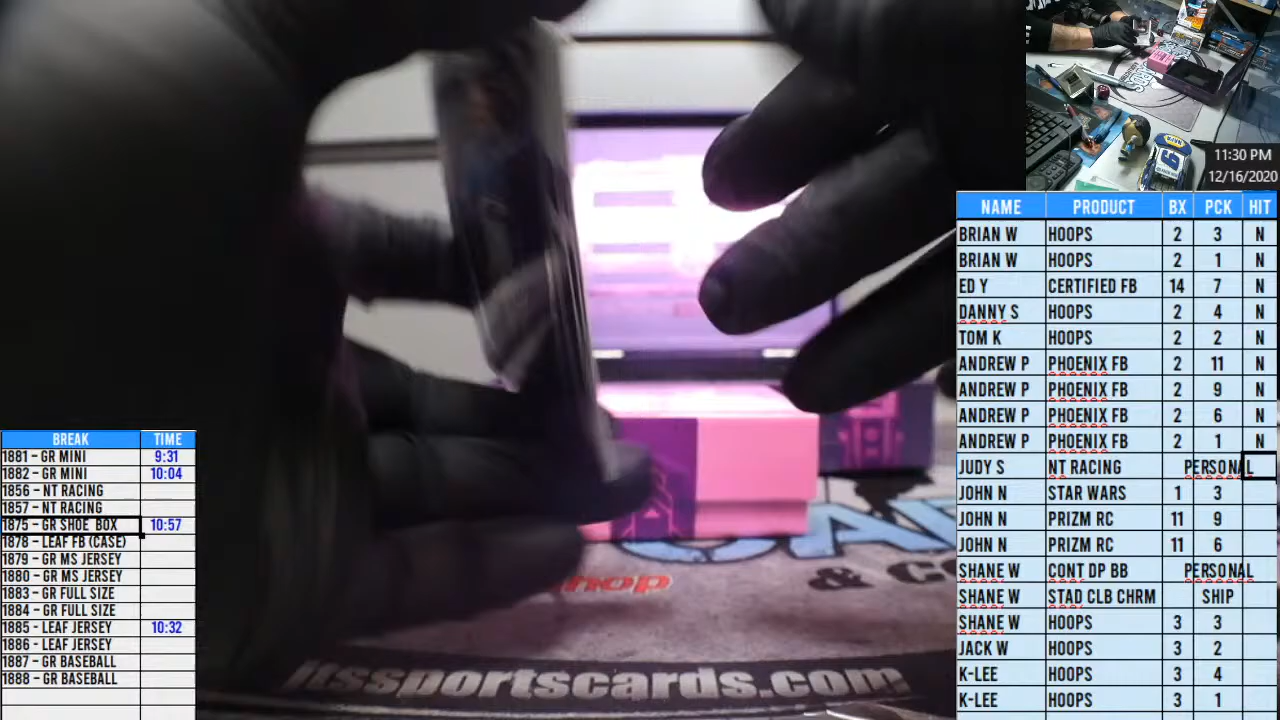 11:30 PM
12/16/2020
NAME PRODUCT BX PCK HIT
BRIAN W HOOPS 2 3 N
BRIAN W HOOPS 2 1 N
ED Y CERTIFIED FB 14 7 N
DANNY S HOOPS 2 4 N
TOM K HOOPS 2 2 N
ANDREW P PHOENIX FB 2 11 N
ANDREW P PHOENIX FB 2 9 N
ANDREW P PHOENIX FB 2 6 N
ANDREW P PHOENIX FB 2 1 N
JUDY S NT RACING PERSONAL
JOHN N STAR WARS 1 3
JOHN N PRIZM RC 11 9
JOHN N PRIZM RC 11 6
SHANE W CONT DP BB PERSONAL
SHANE W STAD CLB CHRM SHIP
SHANE W HOOPS 3 3
JACK W HOOPS 3 2
K-LEE HOOPS 3 4
K-LEE HOOPS 3 1
BREAK TIME
1881 - GR MINI 9:31
1882 - GR MINI 10:04
1856 - NT RACING
1857 - NT RACING
1875 - GR SHOE BOX 10:57
1878 - LEAF FB (CASE)
1879 - GR MS JERSEY
1880 - GR MS JERSEY
1883 - GR FULL SIZE
1884 - GR FULL SIZE
1885 - LEAF JERSEY 10:32
1886 - LEAF JERSEY
1887 - GR BASEBALL
1888 - GR BASEBALL
hop & C
jtssportscards.com